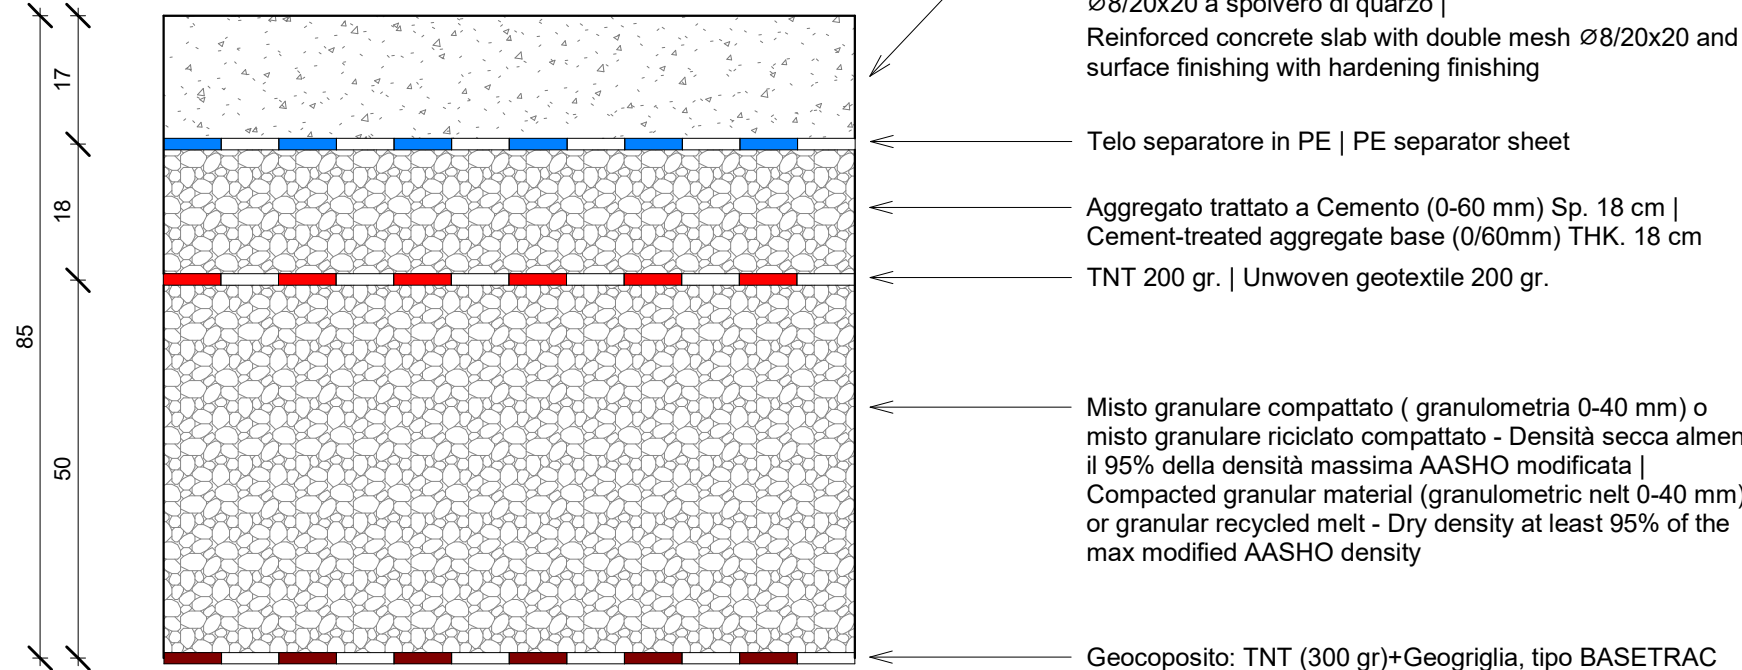 Ø8/20x20 a spolvero di quarzo |
Reinforced concrete slab with double mesh Ø8/20x20 and
surface finishing with hardening finishing
17
Telo separatore in PE | PE separator sheet
18
Aggregato trattato a Cemento (0-60 mm) Sp. 18 cm |
Cement-treated aggregate base (0/60mm) THK. 18 cm
TNT 200 gr. | Unwoven geotextile 200 gr.
85
50
Misto granulare compattato ( granulometria 0-40 mm) o
misto granulare riciclato compattato - Densità secca almen
il 95% della densità massima AASHO modificata |
Compacted granular material (granulometric nelt 0-40 mm)
or granular recycled melt - Dry density at least 95% of the
max modified AASHO density
Geocoposito: TNT (300 gr)+Geogriglia, tipo BASETRAC